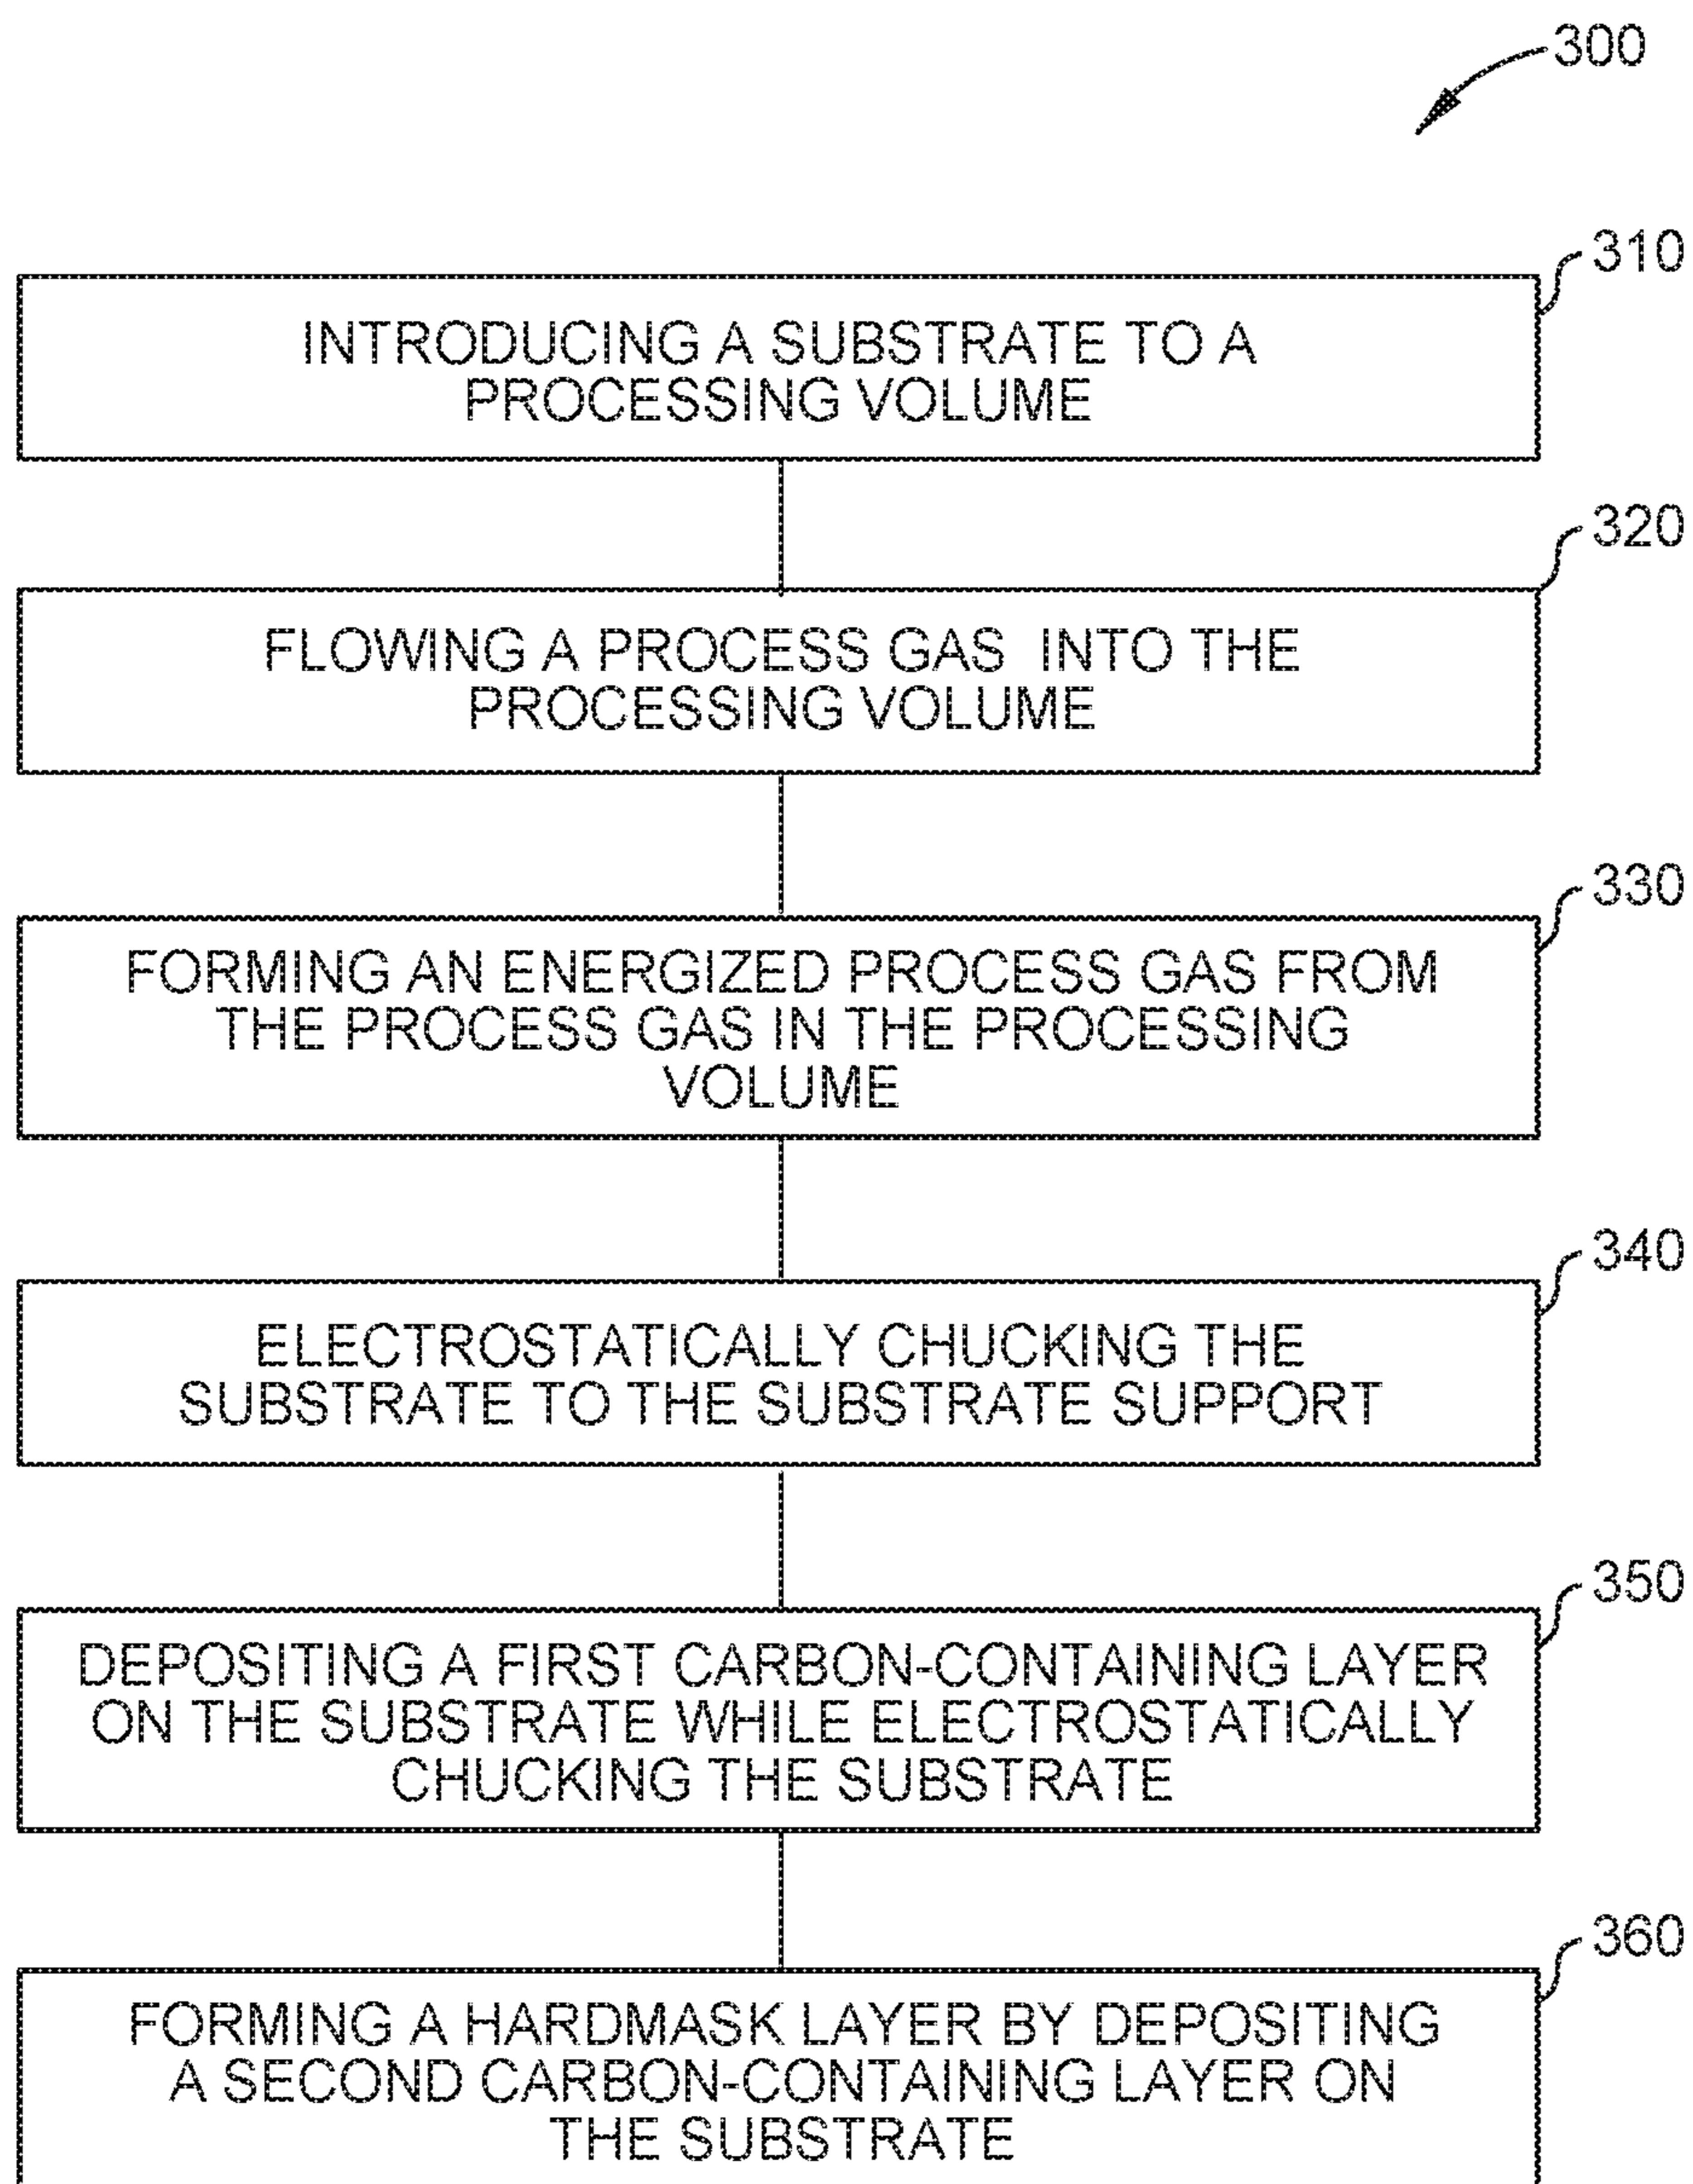 300
310
INTRODUCING A SUBSTRATE TO A
PROCESSING VOLUME
320
FLOWING A PROCESS GAS INTO THE
PROCESSING VOLUME
330
FORMING AN ENERGIZED PROCESS GAS FROM
THE PROCESS GAS IN THE PROCESSING
VOLUME
340
ELECTROSTATICALLY CHUCKING THE
SUBSTRATE TO THE SUBSTRATE SUPPORT
350
DEPOSITING A FIRST CARBON-CONTAINING LAYER
ON THE SUBSTRATE WHILE ELECTROSTATICALLY
CHUCKING THE SUBSTRATE
360
FORMING A HARDMASK LAYER BY DEPOSITING
A SECOND CARBON-CONTAINING LAYER ON
THE SUBSTRATE